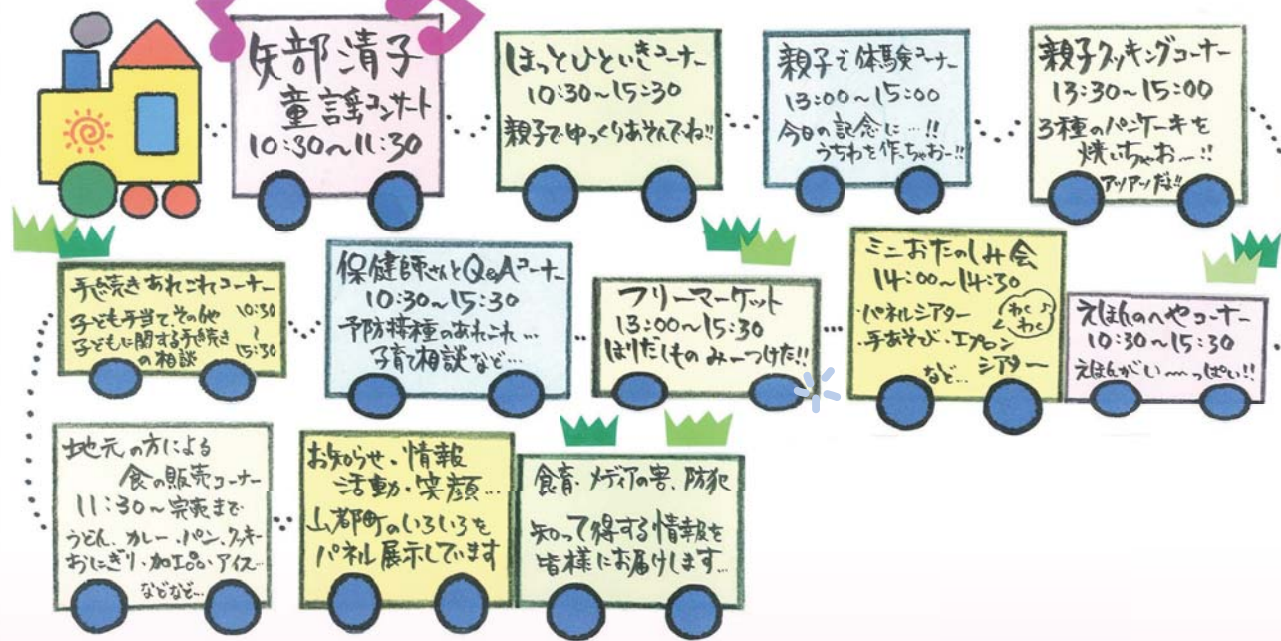 矢部清子
童謡コンサート
10:30～11:30
ほっとひといきコーナー
10:30～15:30
親子でゆっくりあそんでね!!
親子で体験コーナー
13:00～15:00
今日の記念に…!!
うちわを作っちゃおー!!
親子クッキングコーナー
13:30～15:00
3種のパンケーキを
焼いちゃお～!!
アツアツだよ!!
手続きあれこれコーナー
子ども手当て、その他
子どもに関する手続き
の相談
10:30
～
15:30
保健師さんとQ&Aコーナー
10:30～15:30
予防接種のあれこれ…
子育て相談など…
フリーマーケット
13:00～15:30
ほりだしもの みーつけた!!
ミニおたのしみ会
14:00～14:30
・パネルシアター
・手あそび・エプロン
シアター
など…
わく♪
わく
えほんのへやコーナー
10:30～15:30
えほんがい～っぱい!!
地元の方による
食の販売コーナー
11:30～完売まで
うどん、カレー、パン、クッキー
おにぎり、加工品、アイス…
などなど…
お知らせ・情報
活動・笑顔…
山都町のいろいろを
パネル展示しています
食育、メディアの害、防犯
知って得する情報を
皆様にお届けします…